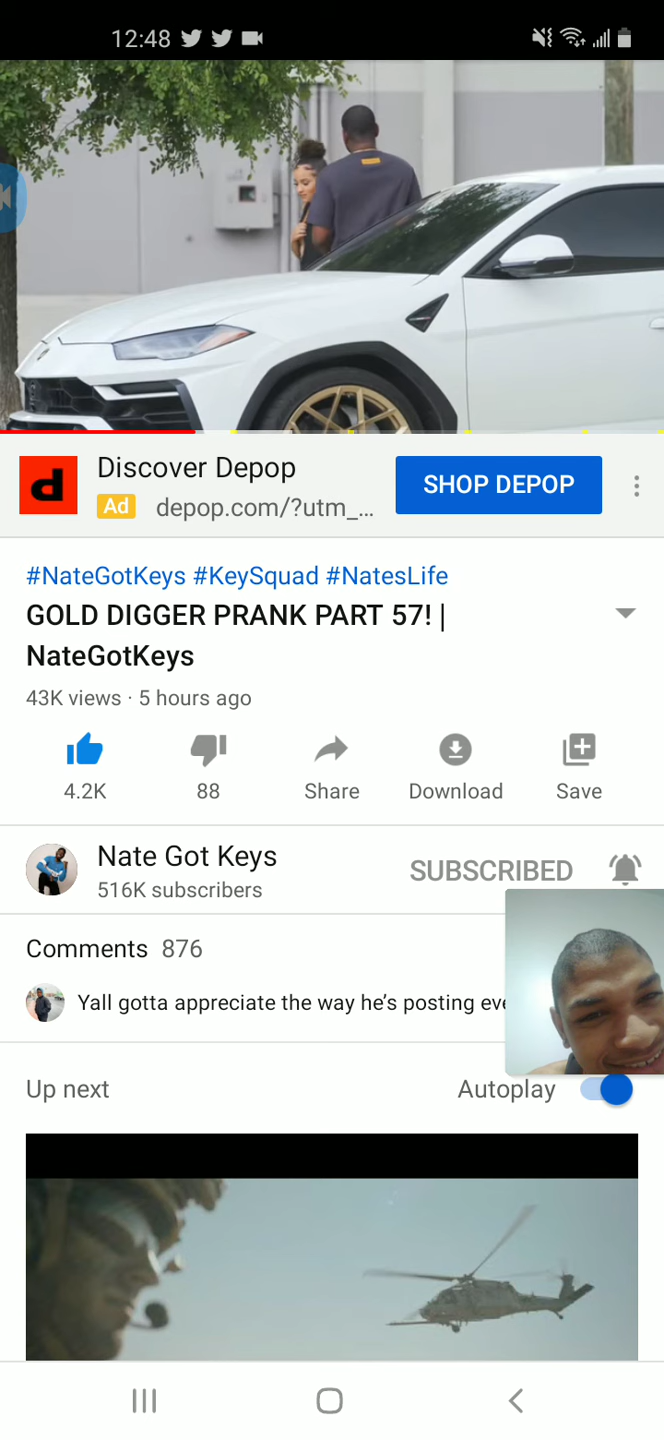 12:48
Discover Depop
SHOP DEPOP
Ad depop.com/?utm_...
#NateGotKeys #KeySquad #NatesLife
GOLD DIGGER PRANK PART 57! |
NateGotKeys
43K views · 5 hours ago
4.2K 88 Share Download Save
Nate Got Keys
SUBSCRIBED
516K subscribers
Comments 876
Yall gotta appreciate the way he's posting eve
Up next Autoplay